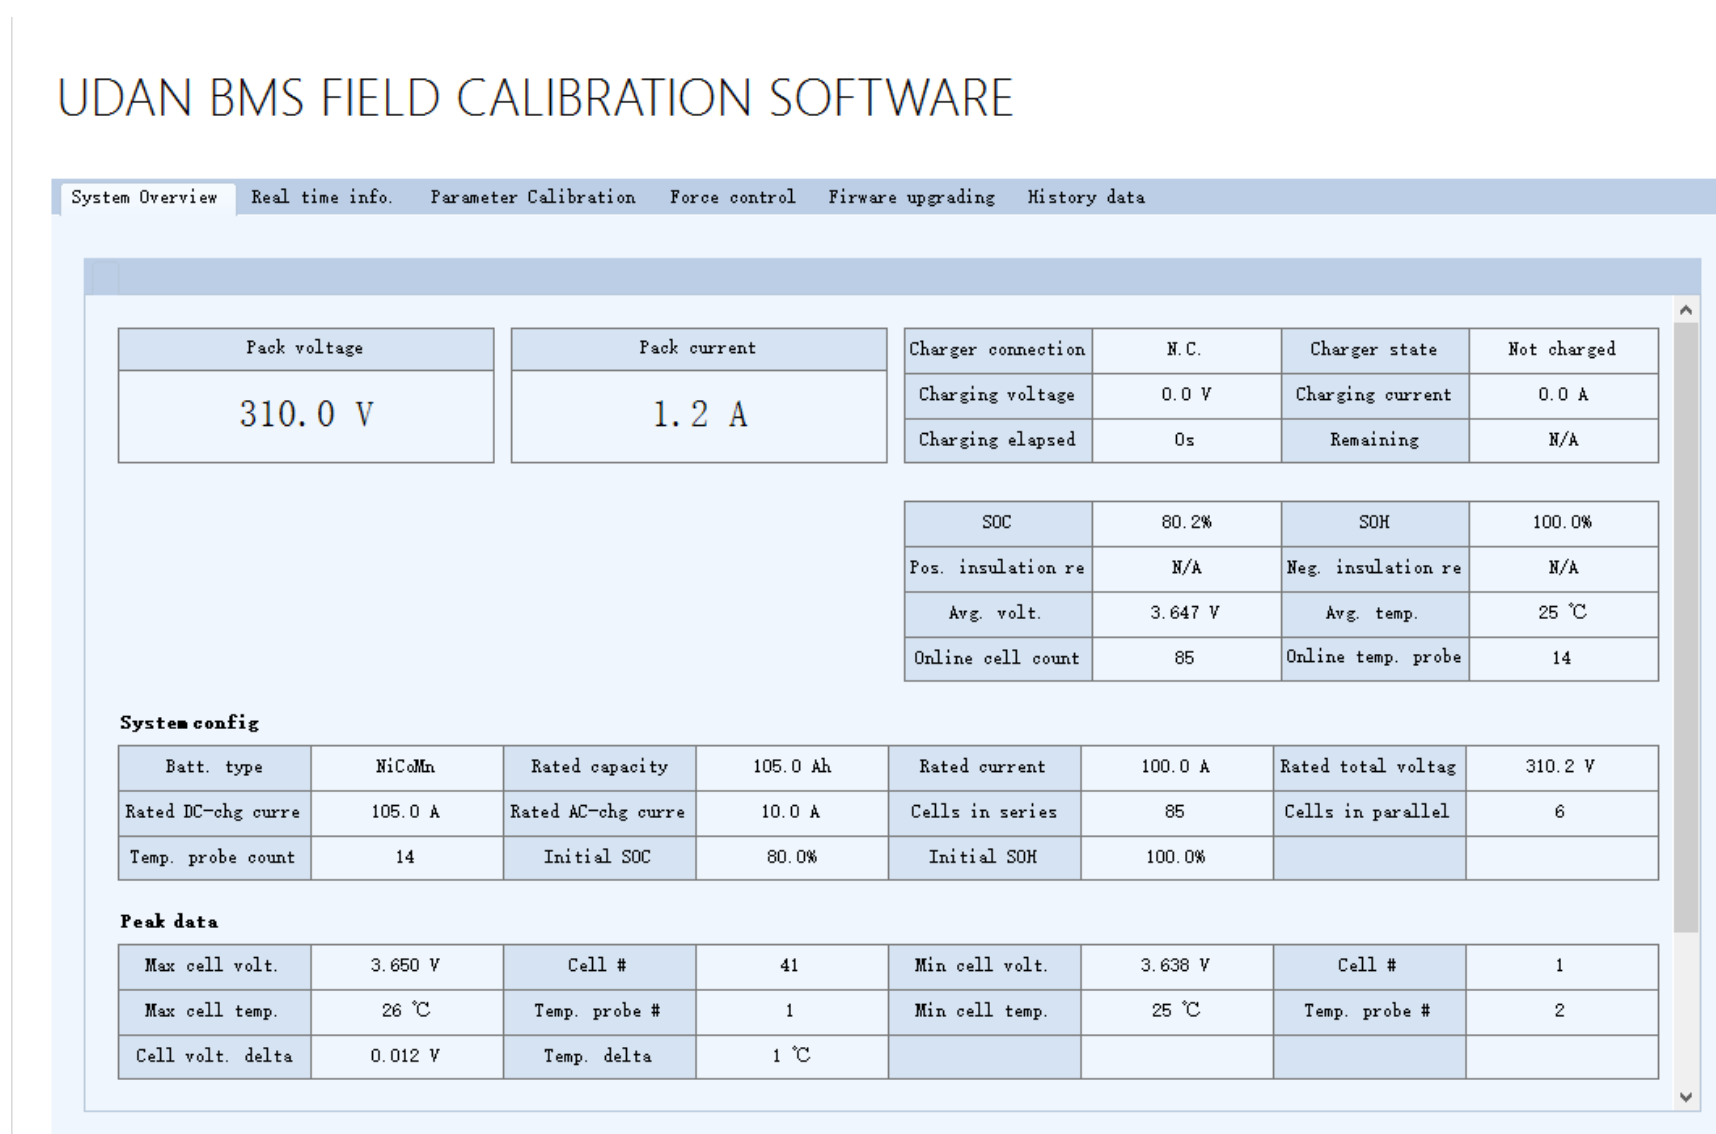 UDAN BMS FIELD CALIBRATION SOFTWARE
System Overview Real time info. Parameter Calibration Force control Firware upgrading History data
Pack voltage Pack current
310.0 V 1.2 A
Charger connection N.C. Charger state Not charged
Charging voltage 0.0 V Charging current 0.0 A
Charging elapsed 0s Remaining N/A
SOC 80.2% SOH 100.0%
Pos. insulation re N/A Neg. insulation re N/A
Avg. volt. 3.647 V Avg. temp. 25 ℃
Online cell count 85 Online temp. probe 14
System config
Batt. type NiCoMn Rated capacity 105.0 Ah Rated current 100.0 A Rated total voltag 310.2 V
Rated DC-chg curre 105.0 A Rated AC-chg curre 10.0 A Cells in series 85 Cells in parallel 6
Temp. probe count 14 Initial SOC 80.0% Initial SOH 100.0%
Peak data
Max cell volt. 3.650 V Cell # 41 Min cell volt. 3.638 V Cell # 1
Max cell temp. 26 ℃ Temp. probe # 1 Min cell temp. 25 ℃ Temp. probe # 2
Cell volt. delta 0.012 V Temp. delta 1 ℃